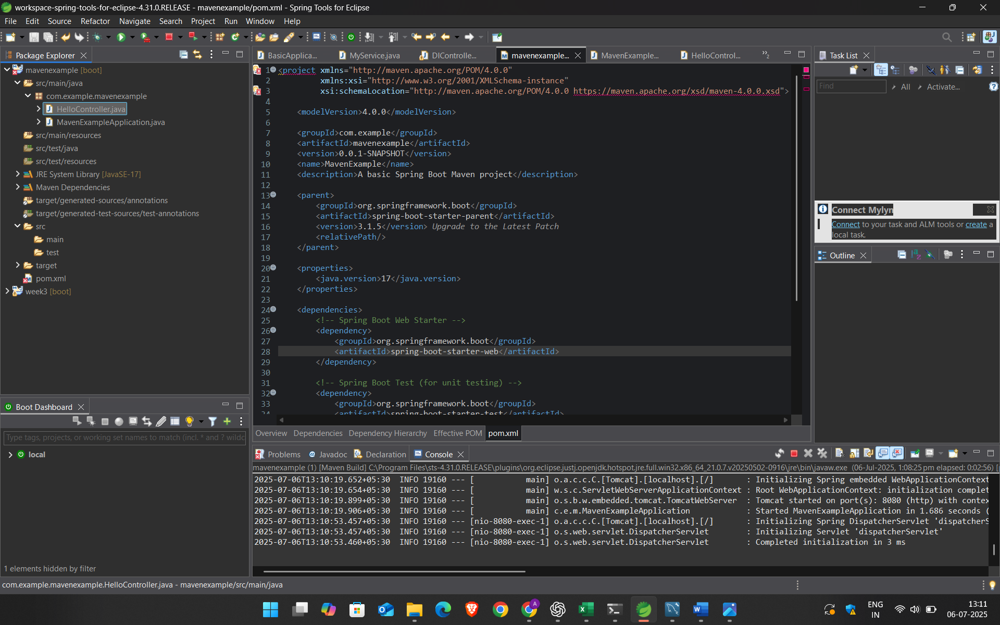 workspace-spring-tools-for-eclipse-4.31.0.RELEASE - mavenexample/pom.xml - Spring Tools for Eclipse
File Edit Source Refactor Navigate Search Project Run Window Help
Package Explorer
mavenexample [boot]
src/main/java
com.example.mavenexample
HelloController.java
MavenExampleApplication.java
src/main/resources
src/test/java
src/test/resources
JRE System Library [JavaSE-17]
Maven Dependencies
target/generated-sources/annotations
target/generated-test-sources/test-annotations
src
main
test
target
pom.xml
week3 [boot]
Boot Dashboard
Type tags, projects, or working set names to match (incl. * and ? wildc
local
1 elements hidden by filter
BasicApplica... MyService.java DIControlle... mavenexample... MavenExample... HelloControl... 2
1 <project xmlns="http://maven.apache.org/POM/4.0.0"
2 xmlns:xsi="http://www.w3.org/2001/XMLSchema-instance"
3 xsi:schemaLocation="http://maven.apache.org/POM/4.0.0 https://maven.apache.org/xsd/maven-4.0.0.xsd">
4
5 <modelVersion>4.0.0</modelVersion>
6
7 <groupId>com.example</groupId>
8 <artifactId>mavenexample</artifactId>
9 <version>0.0.1-SNAPSHOT</version>
10 <name>MavenExample</name>
11 <description>A basic Spring Boot Maven project</description>
12
13 <parent>
14 <groupId>org.springframework.boot</groupId>
15 <artifactId>spring-boot-starter-parent</artifactId>
16 <version>3.1.5</version> Upgrade to the Latest Patch
17 <relativePath/>
18 </parent>
19
20 <properties>
21 <java.version>17</java.version>
22 </properties>
23
24 <dependencies>
25 <!-- Spring Boot Web Starter -->
26 <dependency>
27 <groupId>org.springframework.boot</groupId>
28 <artifactId>spring-boot-starter-web</artifactId>
29 </dependency>
30
31 <!-- Spring Boot Test (for unit testing) -->
32 <dependency>
33 <groupId>org.springframework.boot</groupId>
34 <artifactId>spring-boot-starter-test</artifactId>
Overview Dependencies Dependency Hierarchy Effective POM pom.xml
Task List
Find All Activate...
Connect Mylyn
Connect to your task and ALM tools or create a
local task.
Outline
Problems Javadoc Declaration Console
mavenexample (1) [Maven Build] C:\Program Files\sts-4.31.0.RELEASE\plugins\org.eclipse.justj.openjdk.hotspot.jre.full.win32.x86_64_21.0.7.v20250502-0916\jre\bin\javaw.exe (06-Jul-2025, 1:08:25 pm elapsed: 0:02:56) [
2025-07-06T13:10:19.652+05:30 INFO 19160 --- [ main] o.a.c.c.C.[Tomcat].[localhost].[/] : Initializing Spring embedded WebApplicationContext
2025-07-06T13:10:19.654+05:30 INFO 19160 --- [ main] w.s.c.ServletWebServerApplicationContext : Root WebApplicationContext: initialization complet
2025-07-06T13:10:19.899+05:30 INFO 19160 --- [ main] o.s.b.w.embedded.tomcat.TomcatWebServer : Tomcat started on port(s): 8080 (http) with contex
2025-07-06T13:10:19.906+05:30 INFO 19160 --- [ main] c.e.m.MavenExampleApplication : Started MavenExampleApplication in 1.686 seconds (
2025-07-06T13:10:53.457+05:30 INFO 19160 --- [nio-8080-exec-1] o.a.c.c.C.[Tomcat].[localhost].[/] : Initializing Spring DispatcherServlet 'dispatcherS
2025-07-06T13:10:53.457+05:30 INFO 19160 --- [nio-8080-exec-1] o.s.web.servlet.DispatcherServlet : Initializing Servlet 'dispatcherServlet'
2025-07-06T13:10:53.460+05:30 INFO 19160 --- [nio-8080-exec-1] o.s.web.servlet.DispatcherServlet : Completed initialization in 3 ms
com.example.mavenexample.HelloController.java - mavenexample/src/main/java
ENG
IN
13:11
06-07-2025